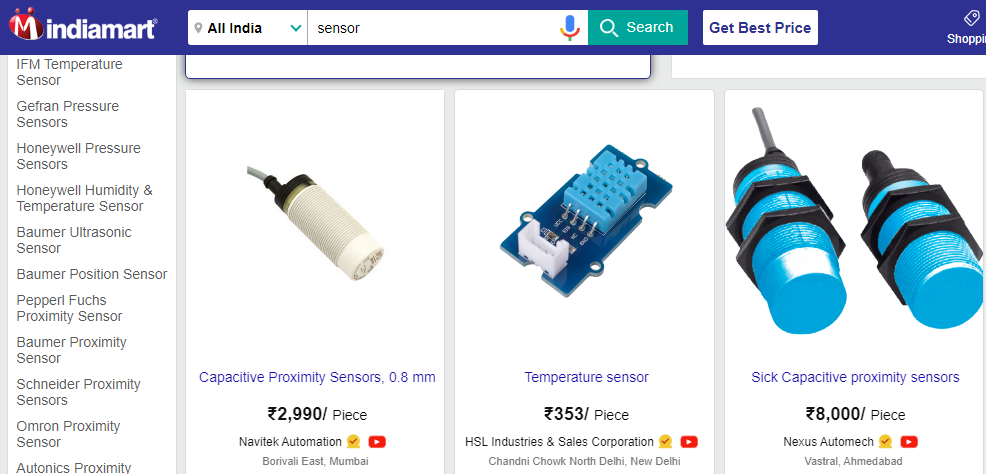 indiamart
All India
sensor
Search
Get Best Price
IFM Temperature
Sensor
Gefran Pressure
Sensors
Honeywell Pressure
Sensors
Honeywell Humidity &
Temperature Sensor
Baumer Ultrasonic
Sensor
Baumer Position Sensor
Pepperl Fuchs
Proximity Sensor
Baumer Proximity
Sensor
Schneider Proximity
Sensors
Omron Proximity
Sensor
Autonics Proximity
Capacitive Proximity Sensors, 0.8 mm
₹2,990/ Piece
Navitek Automation
Borivali East, Mumbai
Temperature sensor
₹353/ Piece
HSL Industries & Sales Corporation
Chandni Chowk North Delhi, New Delhi
Sick Capacitive proximity sensors
₹8,000/ Piece
Nexus Automech
Vastral, Ahmedabad